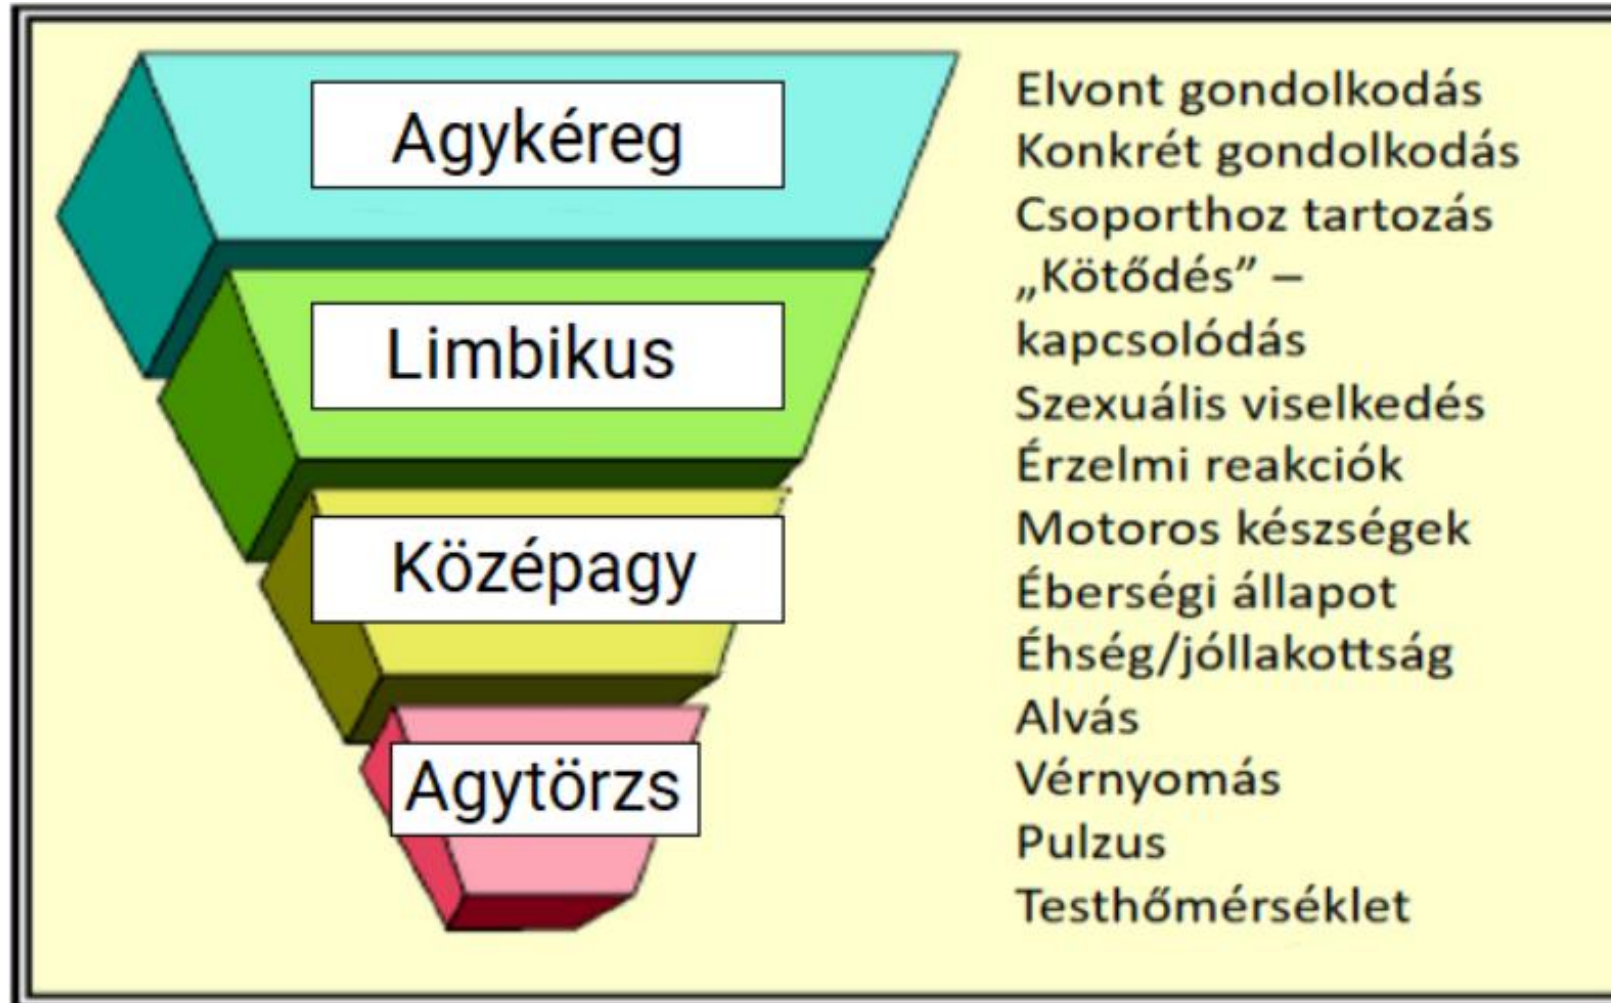 Agykéreg
Limbikus
Középagy
Agytörzs
Elvont gondolkodás
Konkrét gondolkodás
Csoporthoz tartozás
„Kötődés” –
kapcsolódás
Szexuális viselkedés
Érzelmi reakciók
Motoros készségek
Éberségi állapot
Éhség/jóllakottság
Alvás
Vérnyomás
Pulzus
Testhőmérséklet